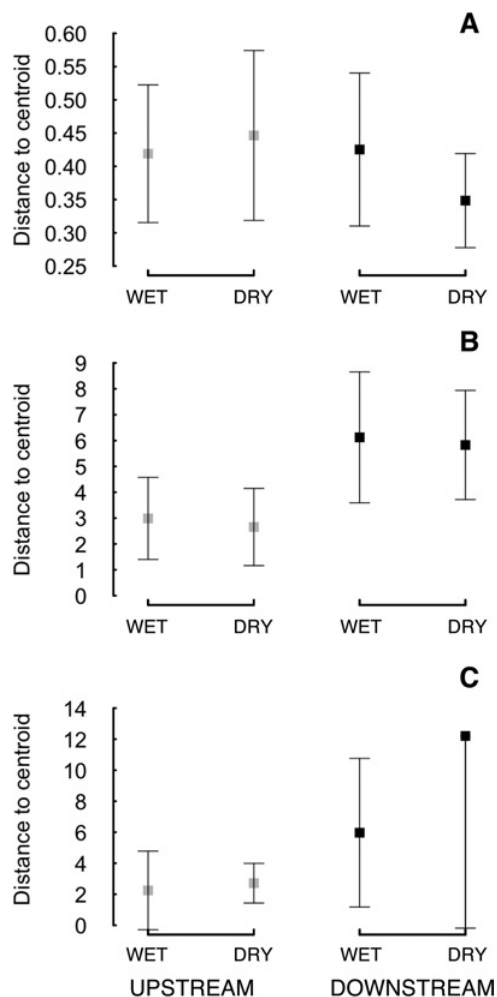 A
Distance to centroid
0.60
0.55
0.50
0.45
0.40
0.35
0.30
0.25
WET DRY WET DRY
B
Distance to centroid
9
8
7
6
5
4
3
2
1
0
WET DRY WET DRY
C
Distance to centroid
14
12
10
8
6
4
2
0
WET DRY WET DRY
UPSTREAM DOWNSTREAM